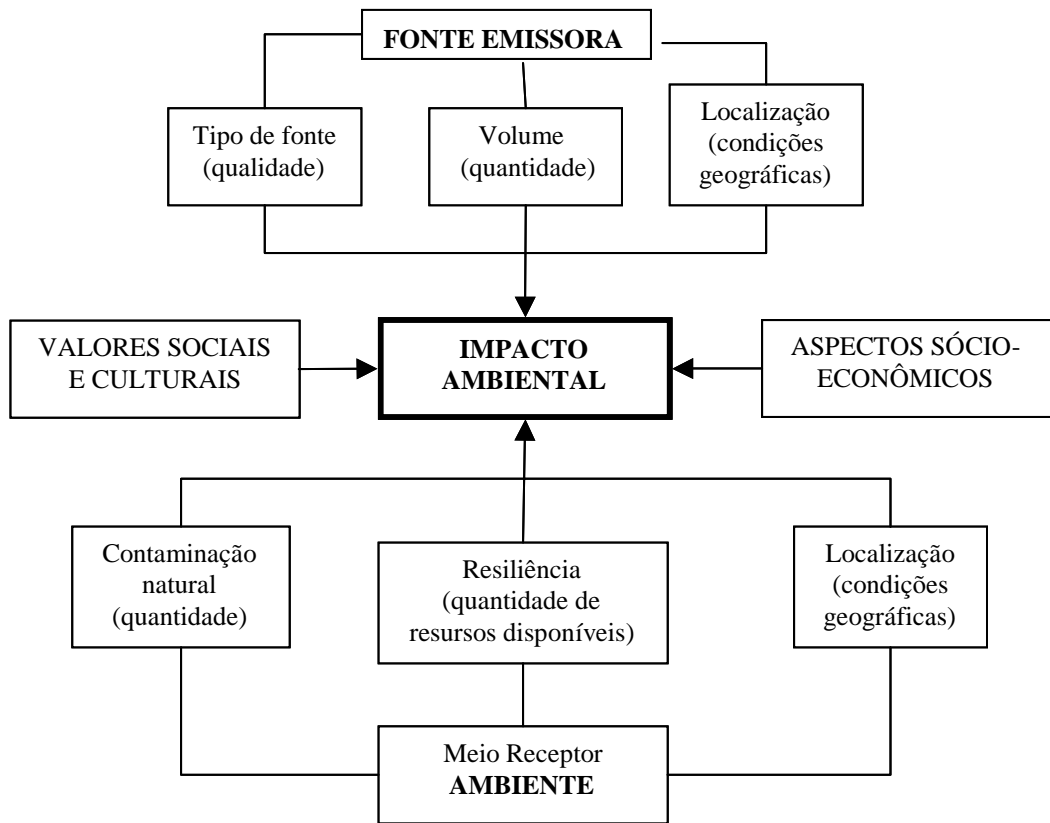 FONTE EMISSORA
Tipo de fonte
(qualidade)
Volume
(quantidade)
Localização
(condições
geográficas)
VALORES SOCIAIS
E CULTURAIS
IMPACTO
AMBIENTAL
ASPECTOS SÓCIO-
ECONÔMICOS
Contaminação
natural
(quantidade)
Resiliência
(quantidade de
resursos disponíveis)
Localização
(condições
geográficas)
Meio Receptor
AMBIENTE